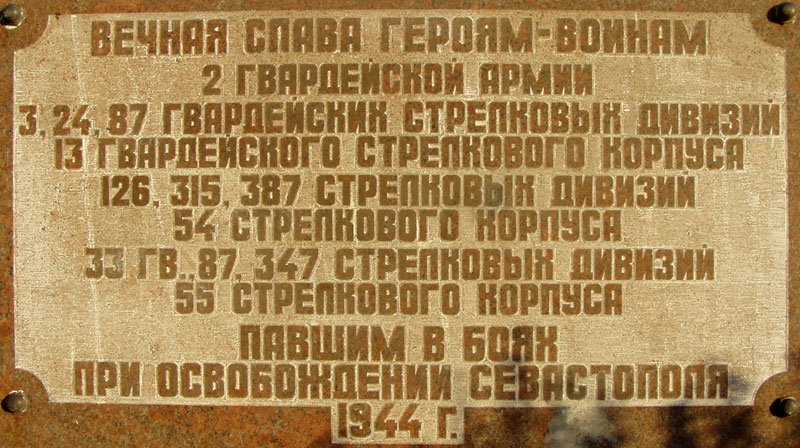 ВЕЧНАЯ СЛАВА ГЕРОЯМ-ВОИНАМ
2 ГВАРДЕЙСКОЙ АРМИИ
3, 24, 87 ГВАРДЕЙСКИХ СТРЕЛКОВЫХ ДИВИЗИЙ
13 ГВАРДЕЙСКОГО СТРЕЛКОВОГО КОРПУСА
126, 315, 387 СТРЕЛКОВЫХ ДИВИЗИЙ
54 СТРЕЛКОВОГО КОРПУСА
33 ГВ., 87, 347 СТРЕЛКОВЫХ ДИВИЗИЙ
55 СТРЕЛКОВОГО КОРПУСА
ПАВШИМ В БОЯХ
ПРИ ОСВОБОЖДЕНИИ СЕВАСТОПОЛЯ
1944 Г.